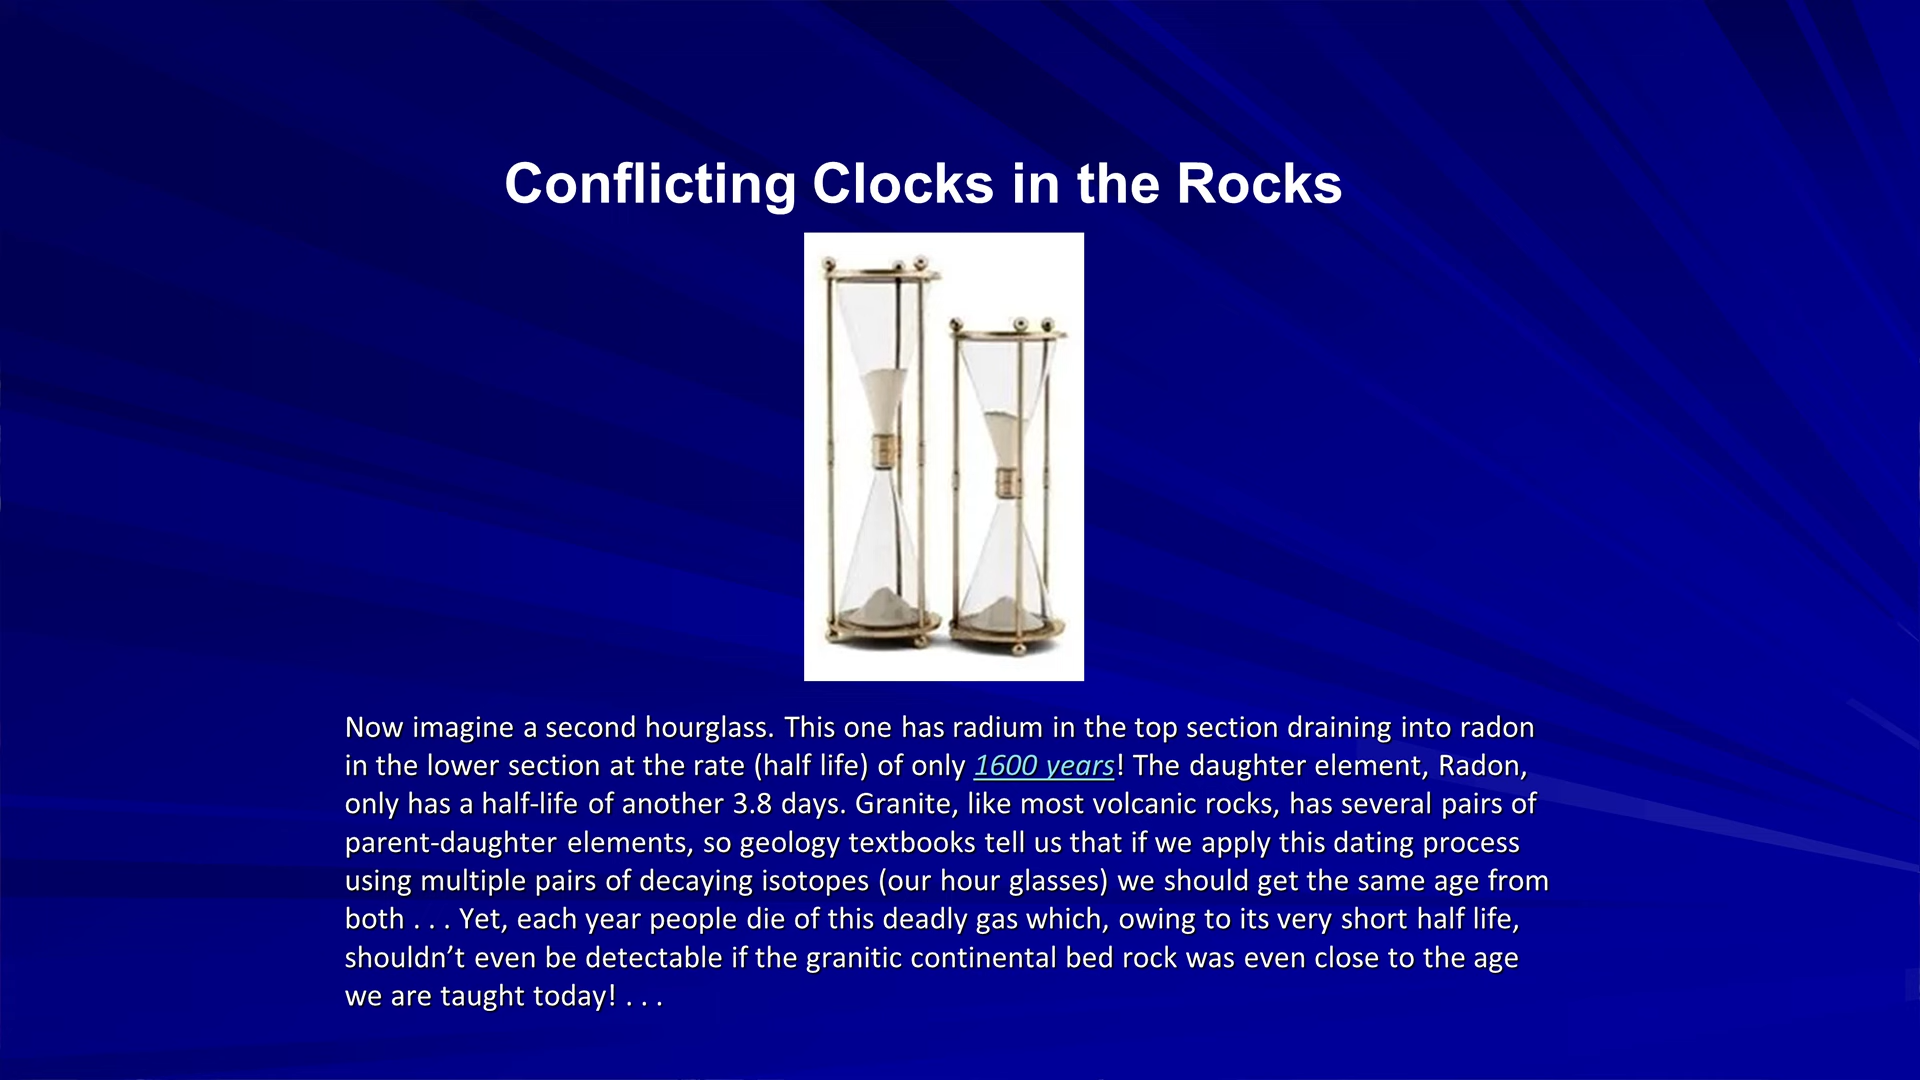 Conflicting Clocks in the Rocks
Now imagine a second hourglass. This one has radium in the top section draining into radon
in the lower section at the rate (half life) of only 1600 years! The daughter element, Radon,
only has a half-life of another 3.8 days. Granite, like most volcanic rocks, has several pairs of
parent-daughter elements, so geology textbooks tell us that if we apply this dating process
using multiple pairs of decaying isotopes (our hour glasses) we should get the same age from
both . . . Yet, each year people die of this deadly gas which, owing to its very short half life,
shouldn’t even be detectable if the granitic continental bed rock was even close to the age
we are taught today! . . .